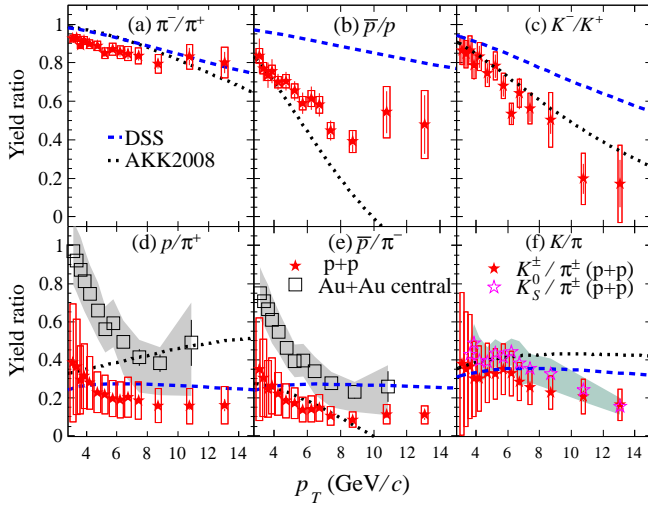 (a) π⁻/π⁺
(b) p̅/p
(c) K⁻/K⁺
Yield ratio
1
0.8
0.6
0.4
0.2
0
DSS
AKK2008
(d) p/π⁺
(e) p̅/π⁻
(f) K/π
Yield ratio
1
0.8
0.6
0.4
0.2
0
p+p
Au+Au central
K± / π± (p+p)
K⁰_S / π± (p+p)
4 6 8 10 12 14
4 6 8 10 12 14
4 6 8 10 12 14
p_T (GeV/c)